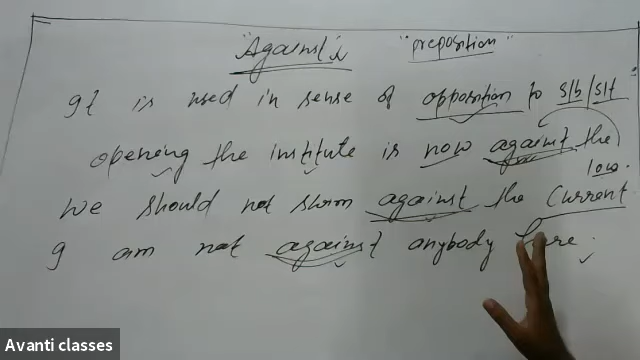 "Against" "preposition"
It is used in sense of opposition to s/b/s/t
opening the institute is now against the
low.
we should not swim against the current
I am not against anybody here.
Avanti classes